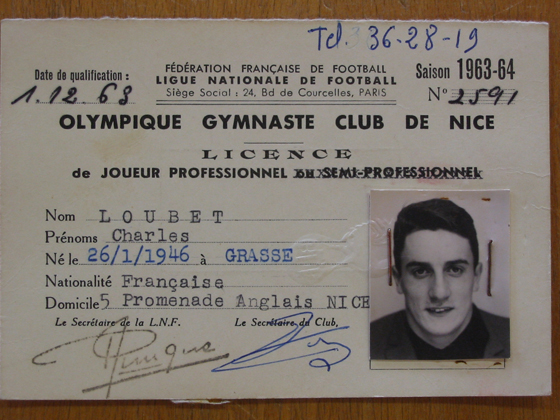 Tel. 36-28-19
Date de qualification :
1.12.63
FÉDÉRATION FRANÇAISE DE FOOTBALL
LIGUE NATIONALE DE FOOTBALL
Siège Social : 24, Bd de Courcelles, PARIS
Saison 1963-64
N° 2591
OLYMPIQUE GYMNASTE CLUB DE NICE
LICENCE
de JOUEUR PROFESSIONNEL ou SEMI-PROFESSIONNEL
Nom LOUBET
Prénoms Charles
Né le 26/1/1946 à GRASSE
Nationalité Française
Domicile 5 Promenade Anglais NICE
Le Secrétaire de la L.N.F. Le Secrétaire du Club,